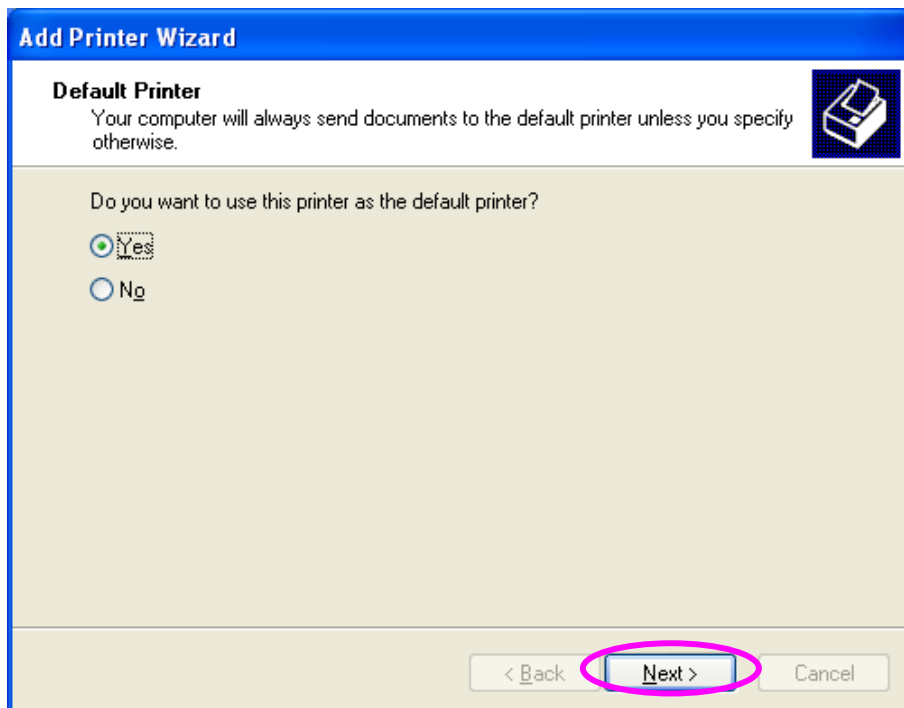 Add Printer Wizard
Default Printer
Your computer will always send documents to the default printer unless you specify
otherwise.
Do you want to use this printer as the default printer?
Yes
No
< Back
Next >
Cancel